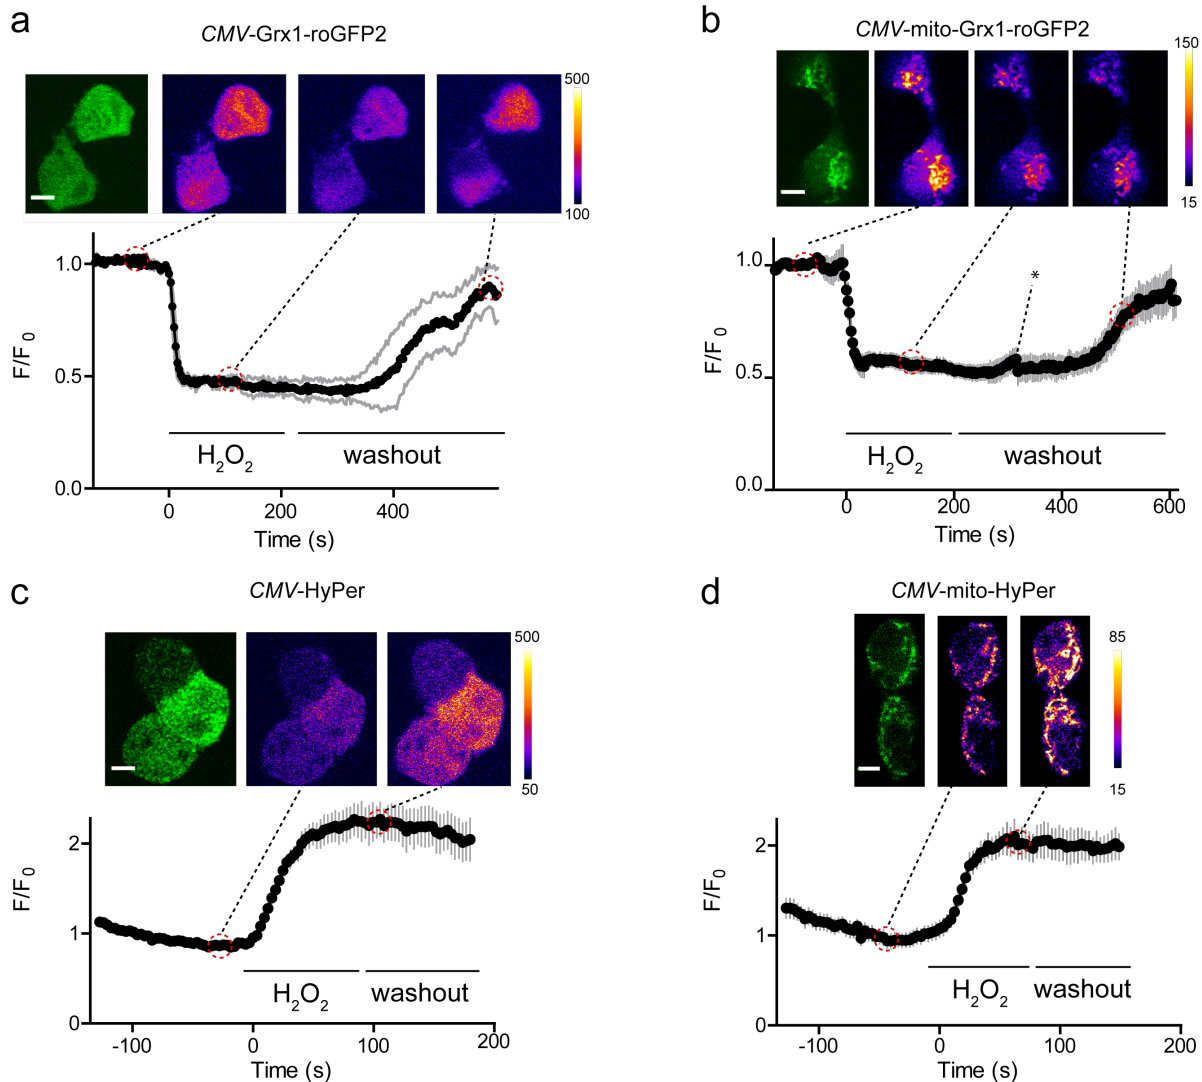 a
CMV-Grx1-roGFP2
500
100
1.0
0.5
0.0
F/F0
H2O2
washout
0
200
400
Time (s)
b
CMV-mito-Grx1-roGFP2
150
15
*
1.0
0.5
0.0
F/F0
H2O2
washout
0
200
400
600
Time (s)
c
CMV-HyPer
500
50
2
1
0
F/F0
H2O2
washout
-100
0
100
200
Time (s)
d
CMV-mito-HyPer
85
15
2
1
0
F/F0
H2O2
washout
-100
0
100
200
Time (s)